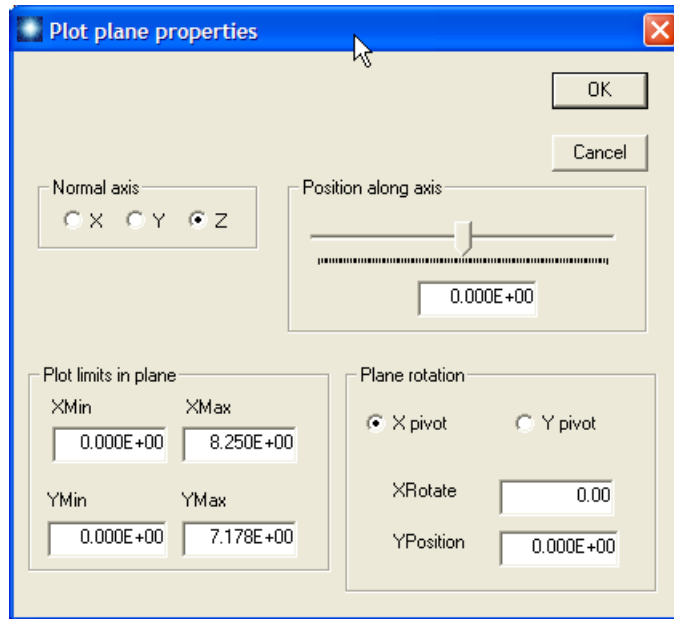 Plot plane properties
OK
Cancel
Normal axis
X Y Z
Position along axis
0.000E+00
Plot limits in plane
XMin XMax
0.000E+00 8.250E+00
YMin YMax
0.000E+00 7.178E+00
Plane rotation
X pivot Y pivot
XRotate 0.00
YPosition 0.000E+00